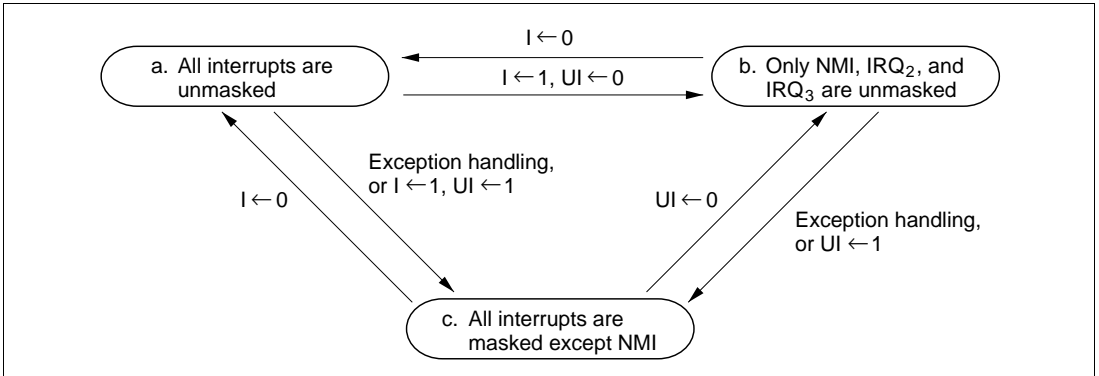 I ← 0
a. All interrupts are
unmasked
I ← 1, UI ← 0
b. Only NMI, IRQ₂, and
IRQ₃ are unmasked
Exception handling,
or I ← 1, UI ← 1
I ← 0
UI ← 0
Exception handling,
or UI ← 1
c. All interrupts are
masked except NMI